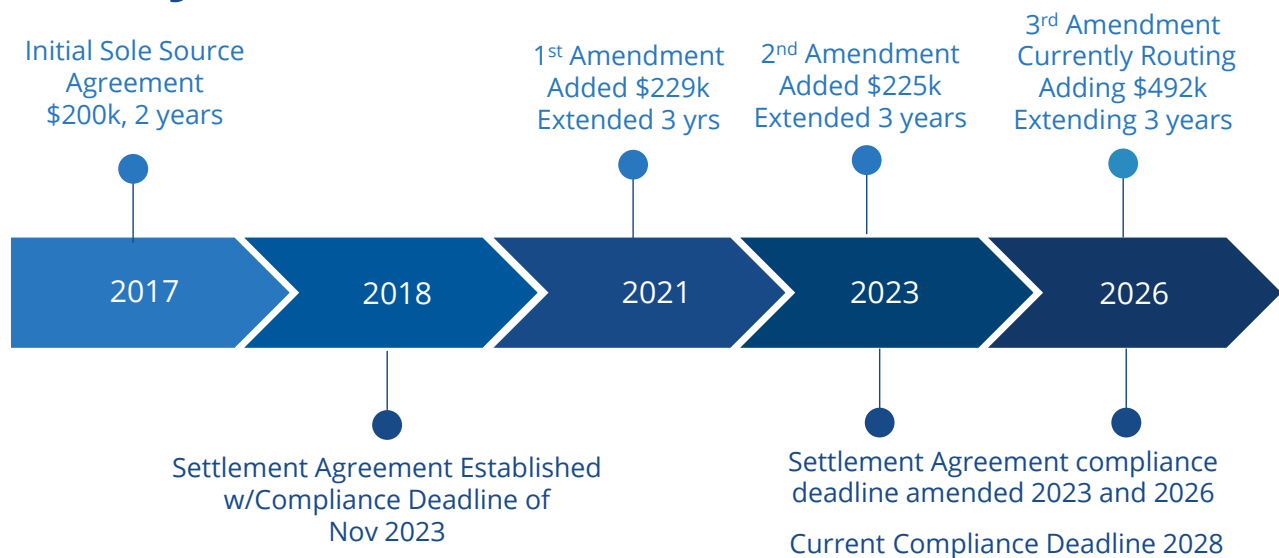 Initial Sole Source
Agreement
$200k, 2 years
1st Amendment
Added $229k
Extended 3 yrs
2nd Amendment
Added $225k
Extended 3 years
3rd Amendment
Currently Routing
Adding $492k
Extending 3 years
2017
2018
2021
2023
2026
Settlement Agreement Established
w/Compliance Deadline of
Nov 2023
Settlement Agreement compliance
deadline amended 2023 and 2026
Current Compliance Deadline 2028